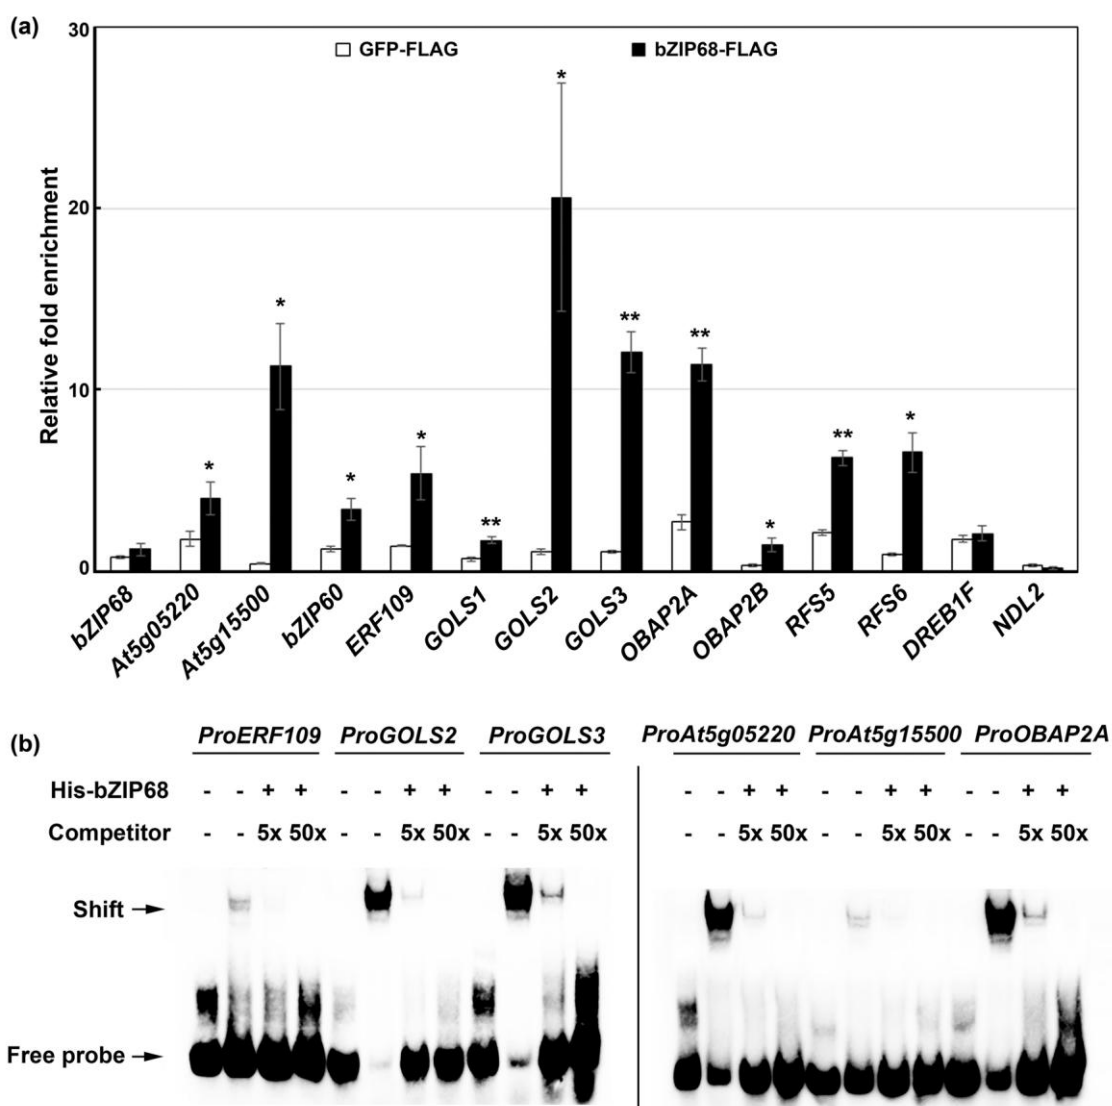 (a)
30
GFP-FLAG bZIP68-FLAG
*
20
Relative fold enrichment
* ** **
10
* * * ** * ** *
0
bZIP68 At5g05220 At5g15500 bZIP60 ERF109 GOLS1 GOLS2 GOLS3 OBAP2A OBAP2B RFS5 RFS6 DREB1F NDL2
(b)
ProERF109 ProGOLS2 ProGOLS3 ProAt5g05220 ProAt5g15500 ProOBAP2A
His-bZIP68 - - + + - - + + - - + + - - + + - - + + - - + +
Competitor - - 5x 50x - - 5x 50x - - 5x 50x - - 5x 50x - - 5x 50x - - 5x 50x
Shift
Free probe